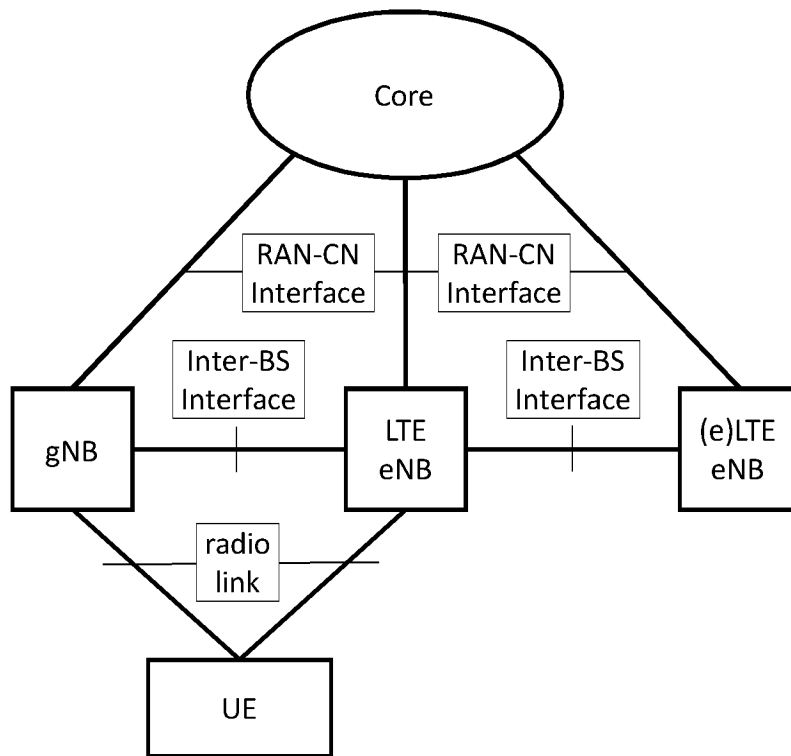 Core
RAN-CN
Interface
RAN-CN
Interface
Inter-BS
Interface
Inter-BS
Interface
gNB
LTE
eNB
(e)LTE
eNB
radio
link
UE